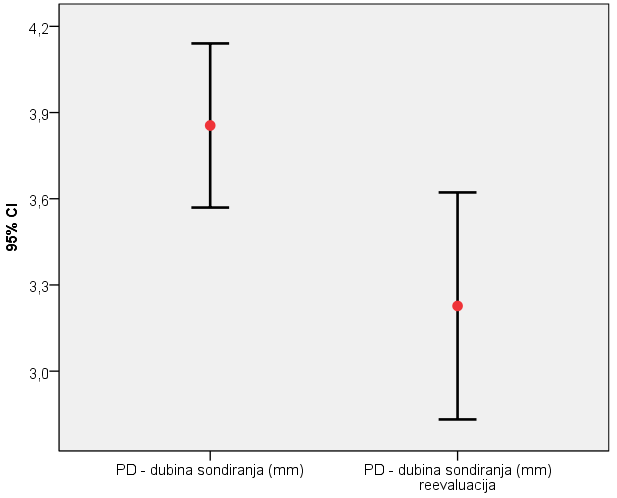 4,2
3,9
3,6
3,3
3,0
95% CI
PD - dubina sondiranja (mm)
PD - dubina sondiranja (mm)
reevaluacija